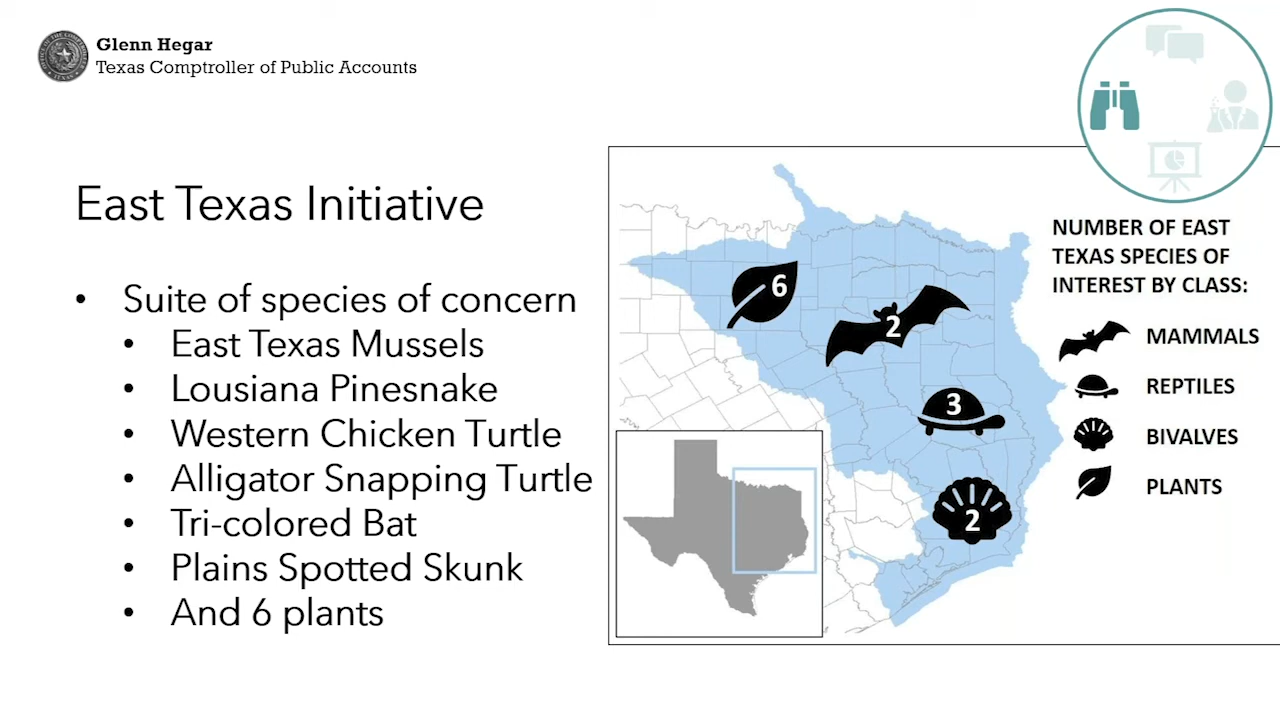 Glenn Hegar
Texas Comptroller of Public Accounts
East Texas Initiative
• Suite of species of concern
• East Texas Mussels
• Lousiana Pinesnake
• Western Chicken Turtle
• Alligator Snapping Turtle
• Tri-colored Bat
• Plains Spotted Skunk
• And 6 plants
6
2
3
2
NUMBER OF EAST
TEXAS SPECIES OF
INTEREST BY CLASS:
MAMMALS
REPTILES
BIVALVES
PLANTS